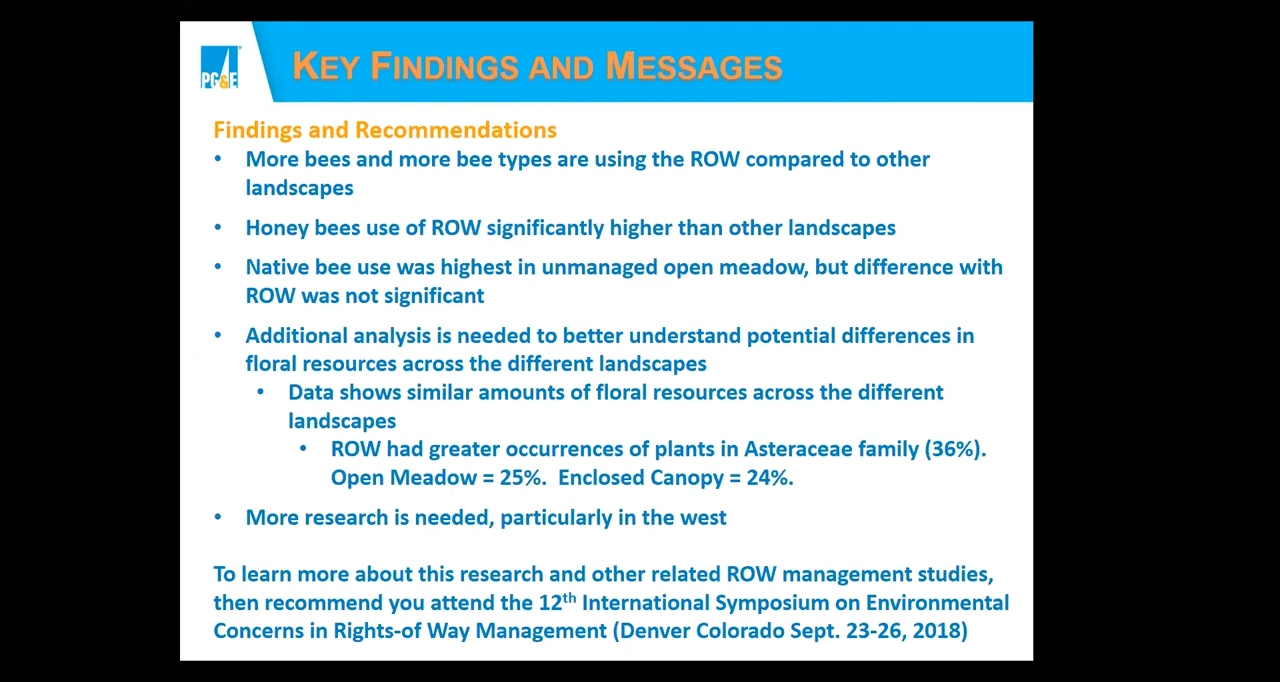 PG&E
KEY FINDINGS AND MESSAGES
Findings and Recommendations
• More bees and more bee types are using the ROW compared to other
landscapes
• Honey bees use of ROW significantly higher than other landscapes
• Native bee use was highest in unmanaged open meadow, but difference with
ROW was not significant
• Additional analysis is needed to better understand potential differences in
floral resources across the different landscapes
• Data shows similar amounts of floral resources across the different
landscapes
• ROW had greater occurrences of plants in Asteraceae family (36%).
Open Meadow = 25%. Enclosed Canopy = 24%.
• More research is needed, particularly in the west
To learn more about this research and other related ROW management studies,
then recommend you attend the 12th International Symposium on Environmental
Concerns in Rights-of Way Management (Denver Colorado Sept. 23-26, 2018)